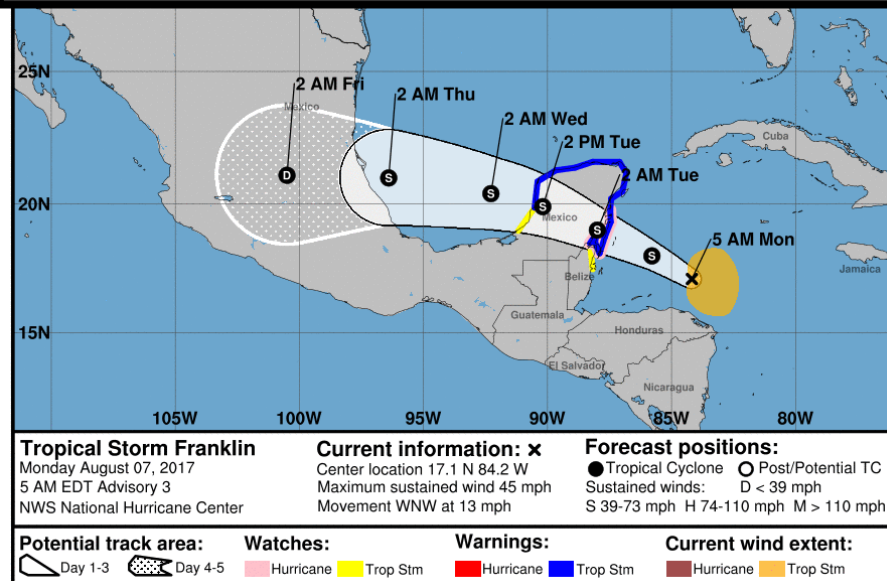 25N
20N
15N
105W 100W 95W 90W 85W 80W
2 AM Fri
Mexico
2 AM Thu
2 AM Wed
2 PM Tue
2 AM Tue
5 AM Mon
D
S
S
S
S
S
Mexico
Cuba
Jamaica
Belize
Guatemala
Honduras
El Salvador
Nicaragua
Tropical Storm Franklin
Monday August 07, 2017
5 AM EDT Advisory 3
NWS National Hurricane Center
Current information: x
Center location 17.1 N 84.2 W
Maximum sustained wind 45 mph
Movement WNW at 13 mph
Forecast positions:
Tropical Cyclone Post/Potential TC
Sustained winds: D < 39 mph
S 39-73 mph H 74-110 mph M > 110 mph
Potential track area:
Day 1-3 Day 4-5
Watches:
Hurricane Trop Stm
Warnings:
Hurricane Trop Stm
Current wind extent:
Hurricane Trop Stm